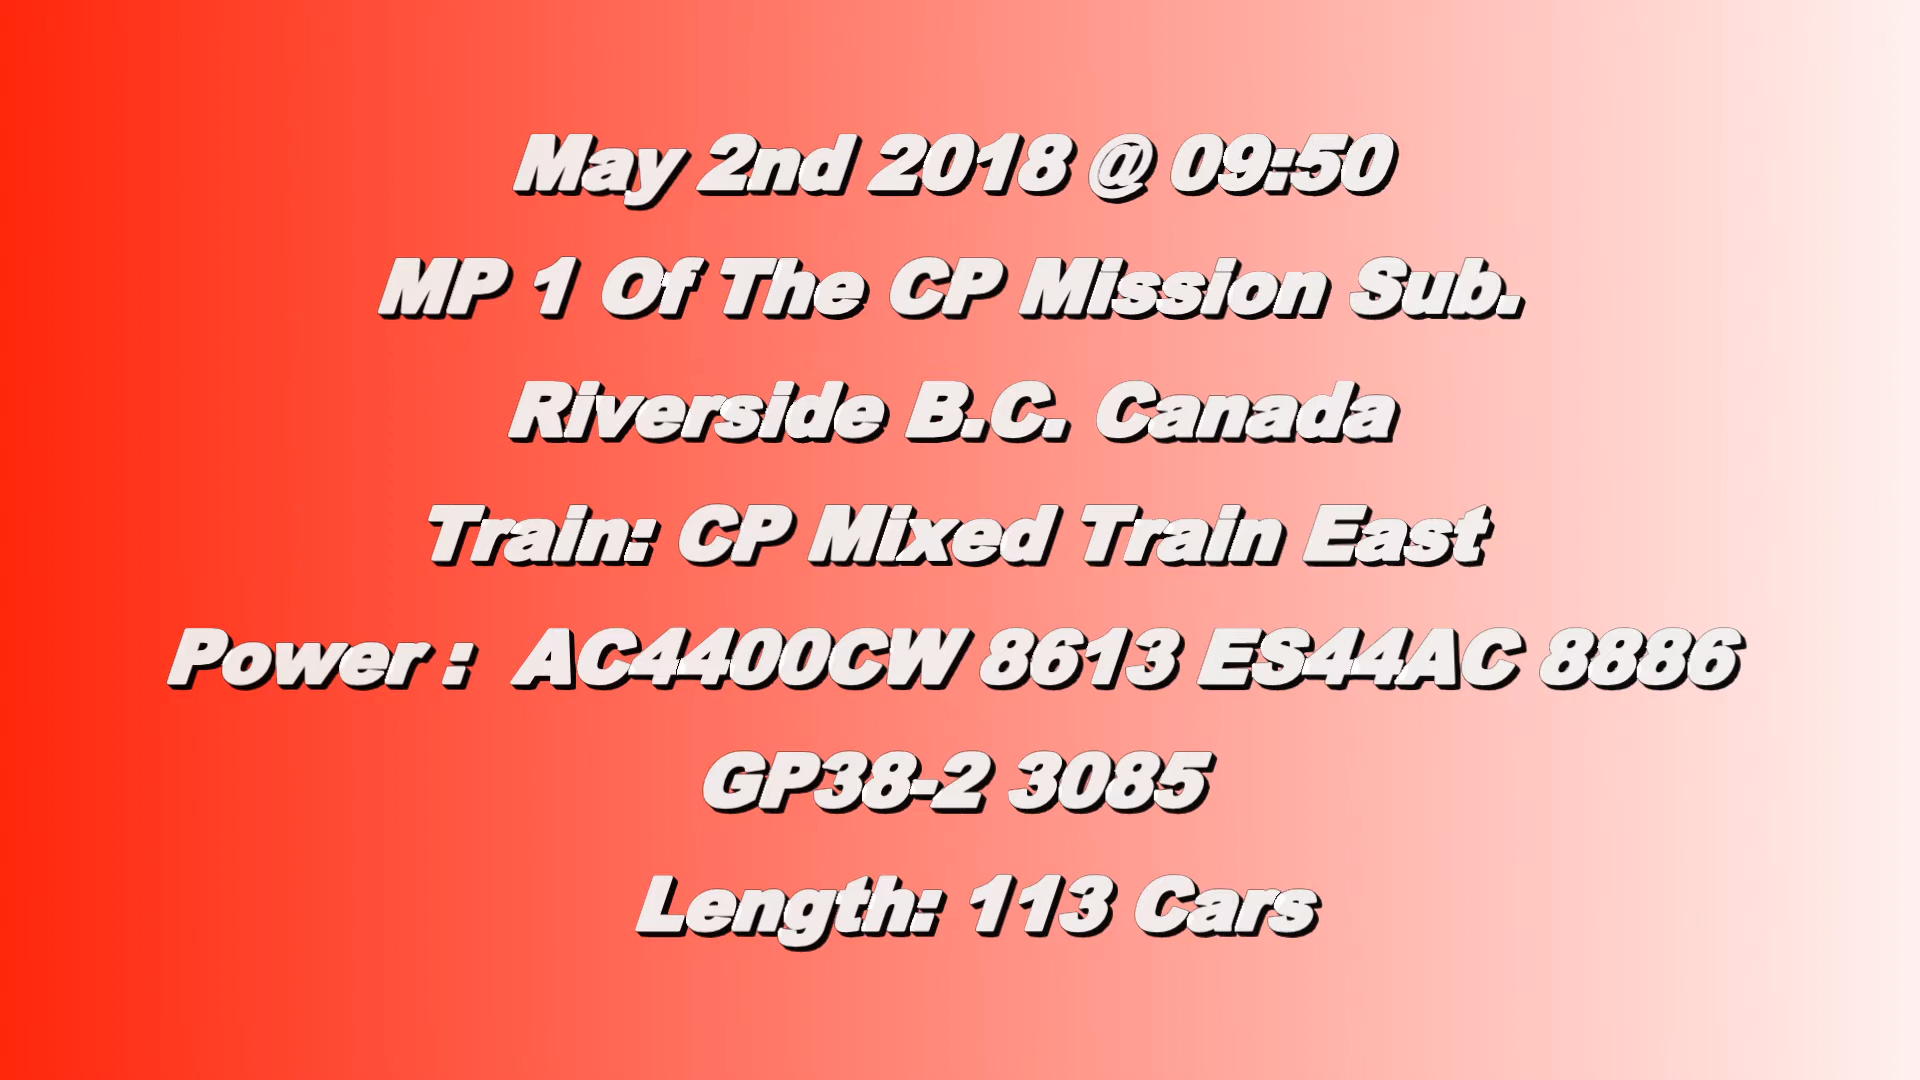 May 2nd 2018 @ 09:50
MP 1 Of The CP Mission Sub.
Riverside B.C. Canada
Train: CP Mixed Train East
Power :  AC4400CW 8613 ES44AC 8886
GP38-2 3085
Length: 113 Cars